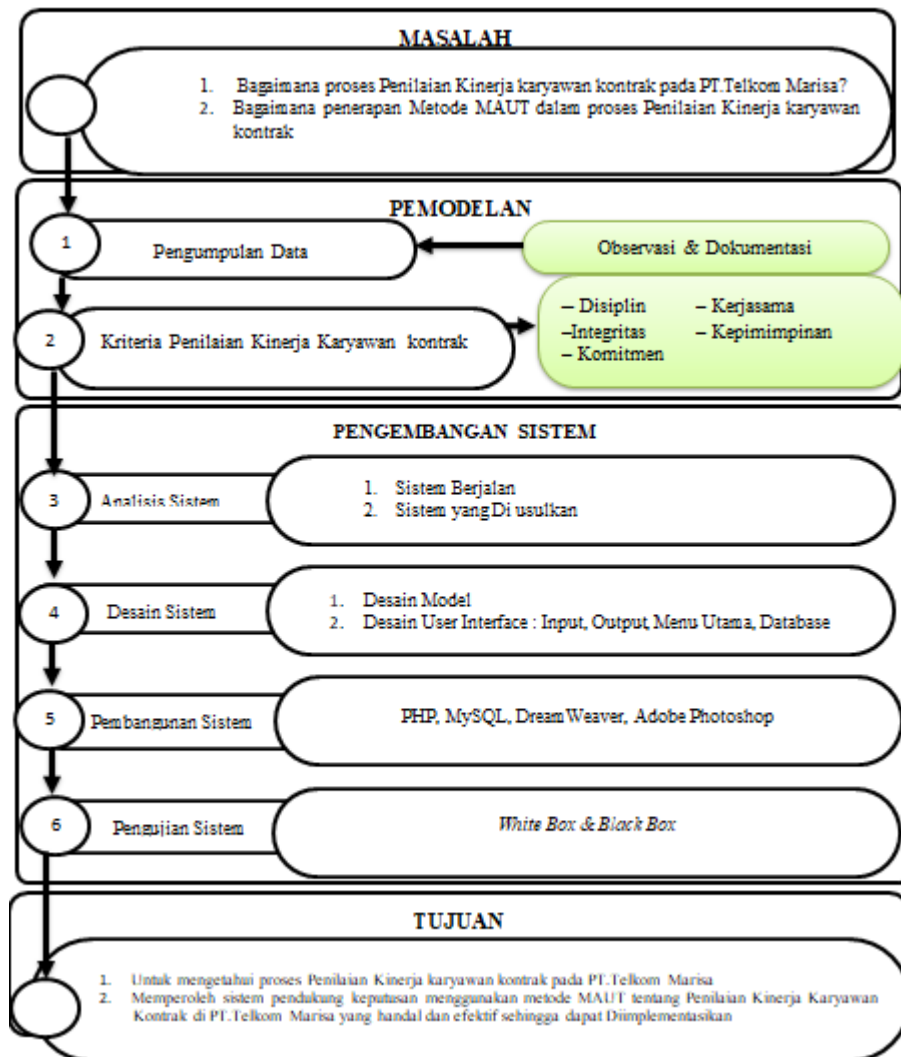 MASALAH
1. Bagaimana proses Penilaian Kinerja karyawan kontrak pada PT.Telkom Marisa?
2. Bagaimana penerapan Metode MAUT dalam proses Penilaian Kinerja karyawan
kontrak
PEMODELAN
1
Pengumpulan Data
Observasi & Dokumentasi
2
Kriteria Penilaian Kinerja Karyawan kontrak
– Disiplin – Kerjasama
–Integritas – Kepimimpinan
– Komitmen
PENGEMBANGAN SISTEM
3
Analisis Sistem
1. Sistem Berjalan
2. Sistem yang Di usulkan
4
Desain Sistem
1. Desain Model
2. Desain User Interface : Input, Output, Menu Utama, Database
5
Pembangunan Sistem
PHP, MySQL, Dream Weaver, Adobe Photoshop
6
Pengujian Sistem
White Box & Black Box
TUJUAN
1. Untuk mengetahui proses Penilaian Kinerja karyawan kontrak pada PT.Telkom Marisa
2. Memperoleh sistem pendukung keputusan menggunakan metode MAUT tentang Penilaian Kinerja Karyawan
Kontrak di PT.Telkom Marisa yang handal dan efektif sehingga dapat Diimplementasikan